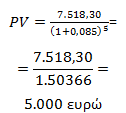 PV = 7.518,30 / (1+0,085)⁵ =
= 7.518,30 / 1.50366 =
5.000 ευρώ